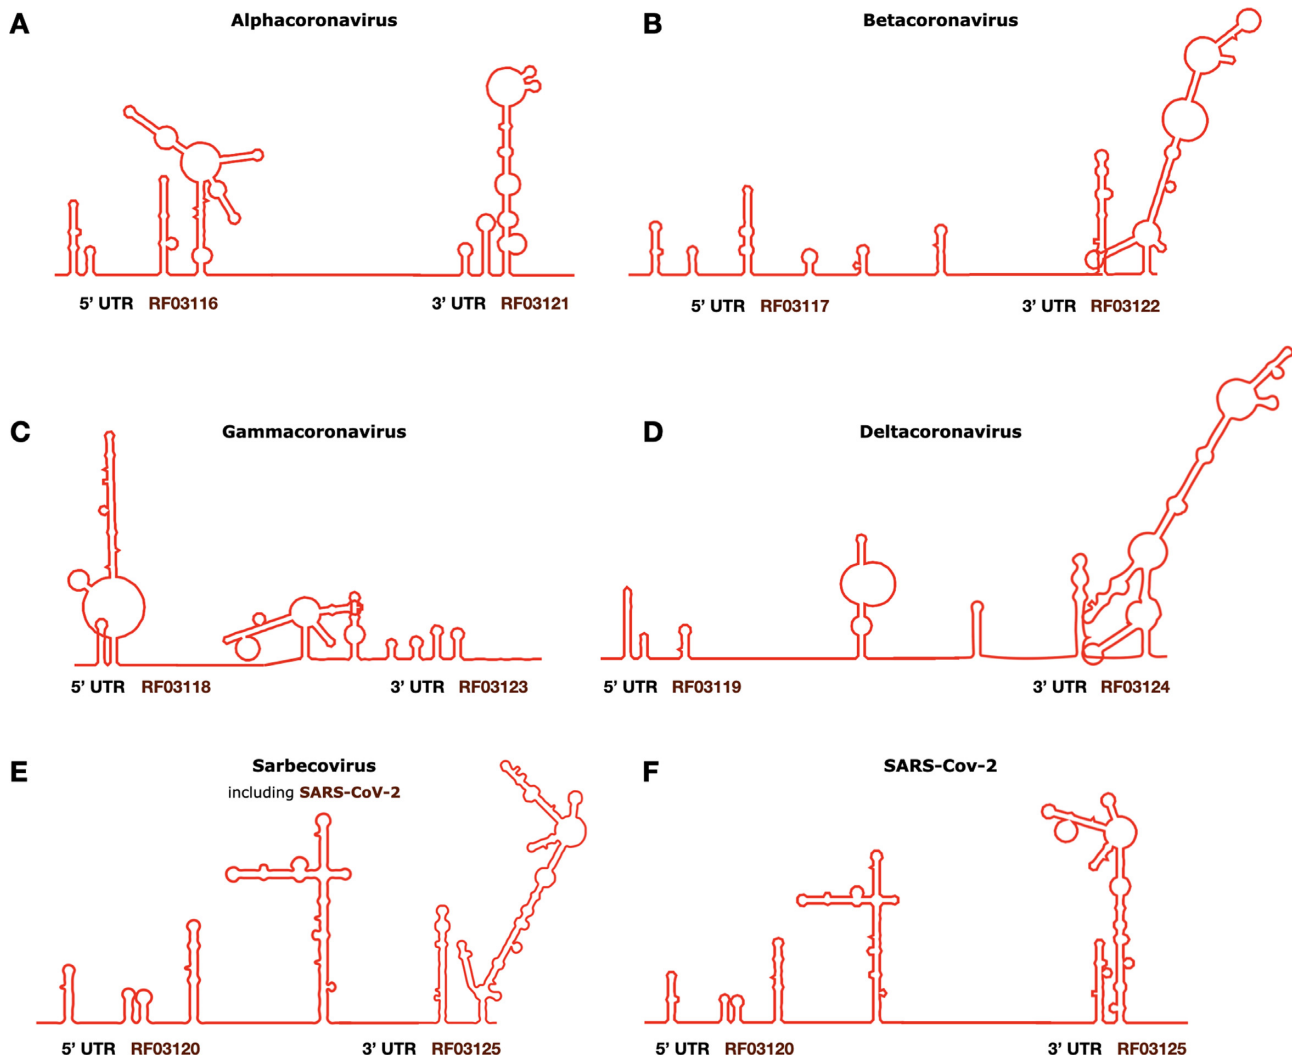 A Alphacoronavirus
B Betacoronavirus
5’ UTR RF03116
3’ UTR RF03121
5’ UTR RF03117
3’ UTR RF03122
C Gammacoronavirus
D Deltacoronavirus
5’ UTR RF03118
3’ UTR RF03123
5’ UTR RF03119
3’ UTR RF03124
E Sarbecovirus
including SARS-CoV-2
F SARS-Cov-2
5’ UTR RF03120
3’ UTR RF03125
5’ UTR RF03120
3’ UTR RF03125